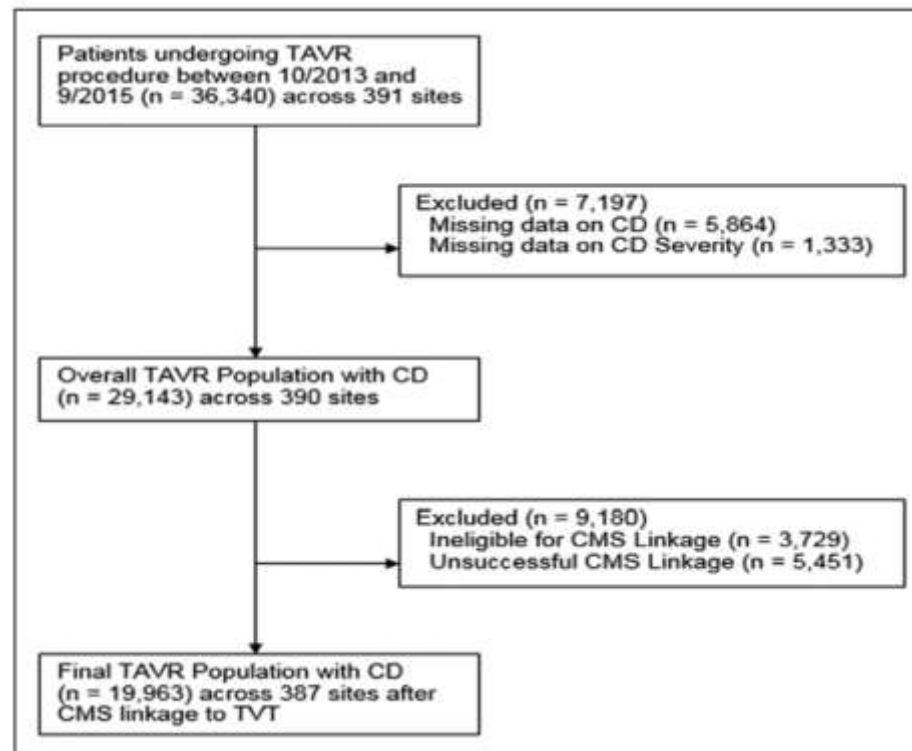 Patients undergoing TAVR
procedure between 10/2013 and
9/2015 (n = 36,340) across 391 sites
Excluded (n = 7,197)
Missing data on CD (n = 5,864)
Missing data on CD Severity (n = 1,333)
Overall TAVR Population with CD
(n = 29,143) across 390 sites
Excluded (n = 9,180)
Ineligible for CMS Linkage (n = 3,729)
Unsuccessful CMS Linkage (n = 5,451)
Final TAVR Population with CD
(n = 19,963) across 387 sites after
CMS linkage to TVT